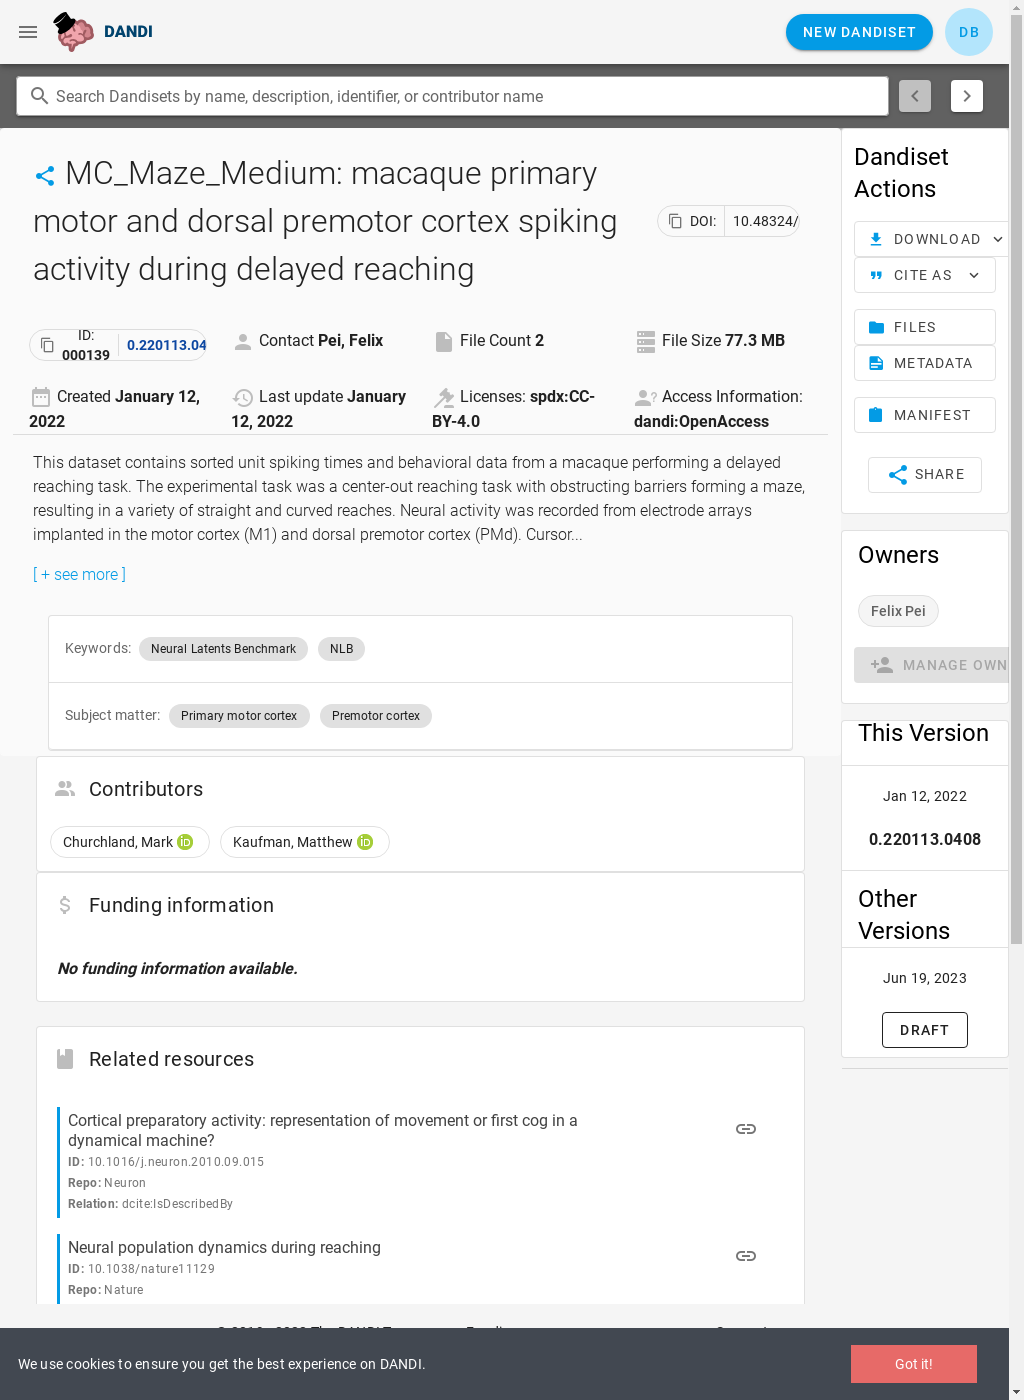 DANDI
NEW DANDISET
DB
Search Dandisets by name, description, identifier, or contributor name
MC_Maze_Medium: macaque primary
motor and dorsal premotor cortex spiking
activity during delayed reaching
DOI: 10.48324/
ID:
000139
0.220113.04
Contact Pei, Felix
File Count 2
File Size 77.3 MB
Created January 12,
2022
Last update January
12, 2022
Licenses: spdx:CC-
BY-4.0
Access Information:
dandi:OpenAccess
This dataset contains sorted unit spiking times and behavioral data from a macaque performing a delayed
reaching task. The experimental task was a center-out reaching task with obstructing barriers forming a maze,
resulting in a variety of straight and curved reaches. Neural activity was recorded from electrode arrays
implanted in the motor cortex (M1) and dorsal premotor cortex (PMd). Cursor...
[ + see more ]
Keywords: Neural Latents Benchmark NLB
Subject matter: Primary motor cortex Premotor cortex
Contributors
Churchland, Mark iD Kaufman, Matthew iD
Funding information
No funding information available.
Related resources
Cortical preparatory activity: representation of movement or first cog in a
dynamical machine?
ID: 10.1016/j.neuron.2010.09.015
Repo: Neuron
Relation: dcite:IsDescribedBy
Neural population dynamics during reaching
ID: 10.1038/nature11129
Repo: Nature
Dandiset
Actions
DOWNLOAD
CITE AS
FILES
METADATA
MANIFEST
SHARE
Owners
Felix Pei
MANAGE OWN
This Version
Jan 12, 2022
0.220113.0408
Other
Versions
Jun 19, 2023
DRAFT
We use cookies to ensure you get the best experience on DANDI.
Got it!